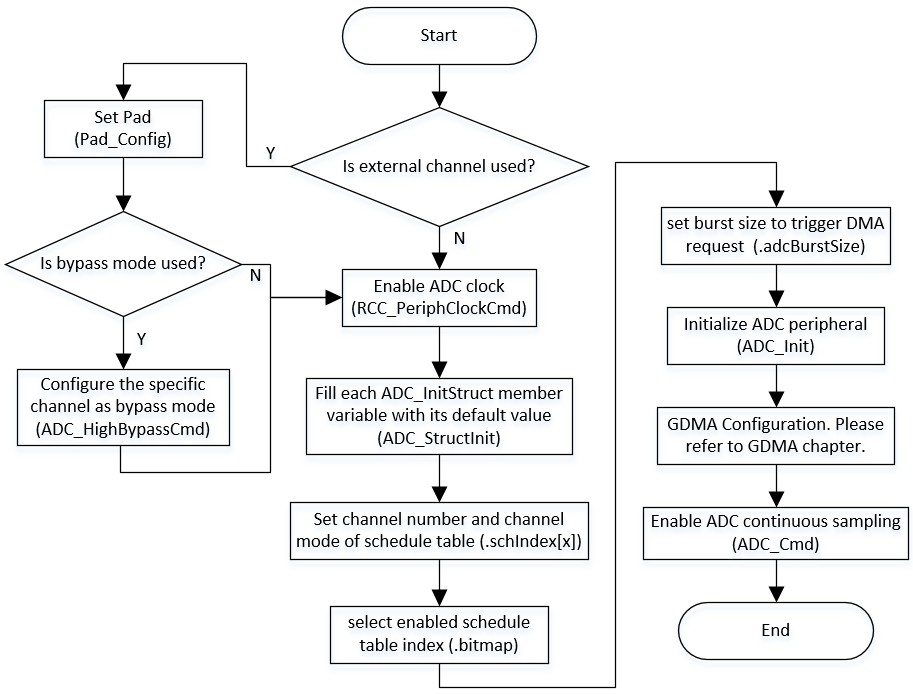 Start
Is external channel used?
Y
N
Set Pad
(Pad_Config)
Is bypass mode used?
N
Y
Configure the specific
channel as bypass mode
(ADC_HighBypassCmd)
Enable ADC clock
(RCC_PeriphClockCmd)
Fill each ADC_InitStruct member
variable with its default value
(ADC_StructInit)
Set channel number and channel
mode of schedule table (.schIndex[x])
select enabled schedule
table index (.bitmap)
set burst size to trigger DMA
request (.adcBurstSize)
Initialize ADC peripheral
(ADC_Init)
GDMA Configuration. Please
refer to GDMA chapter.
Enable ADC continuous sampling
(ADC_Cmd)
End